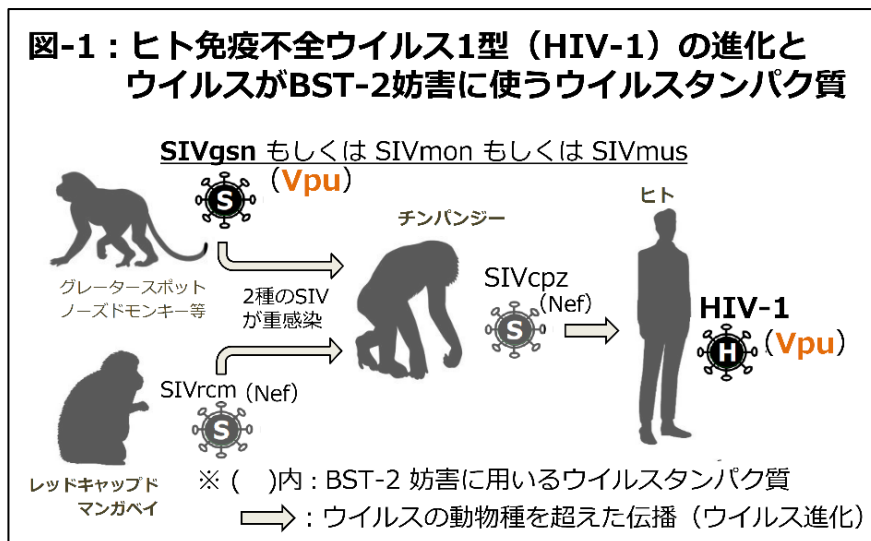 図-1：ヒト免疫不全ウイルス1型（HIV-1）の進化と
ウイルスがBST-2妨害に使うウイルスタンパク質
SIVgsn もしくは SIVmon もしくは SIVmus
S
（Vpu）
グレータースポット
ノーズドモンキー等
2種のSIV
が重感染
チンパンジー
SIVcpz
(Nef)
S
ヒト
HIV-1
H
（Vpu）
SIVrcm (Nef)
S
レッドキャップド
マンガベイ
※ (　)内：BST-2 妨害に用いるウイルスタンパク質
：ウイルスの動物種を超えた伝播（ウイルス進化）